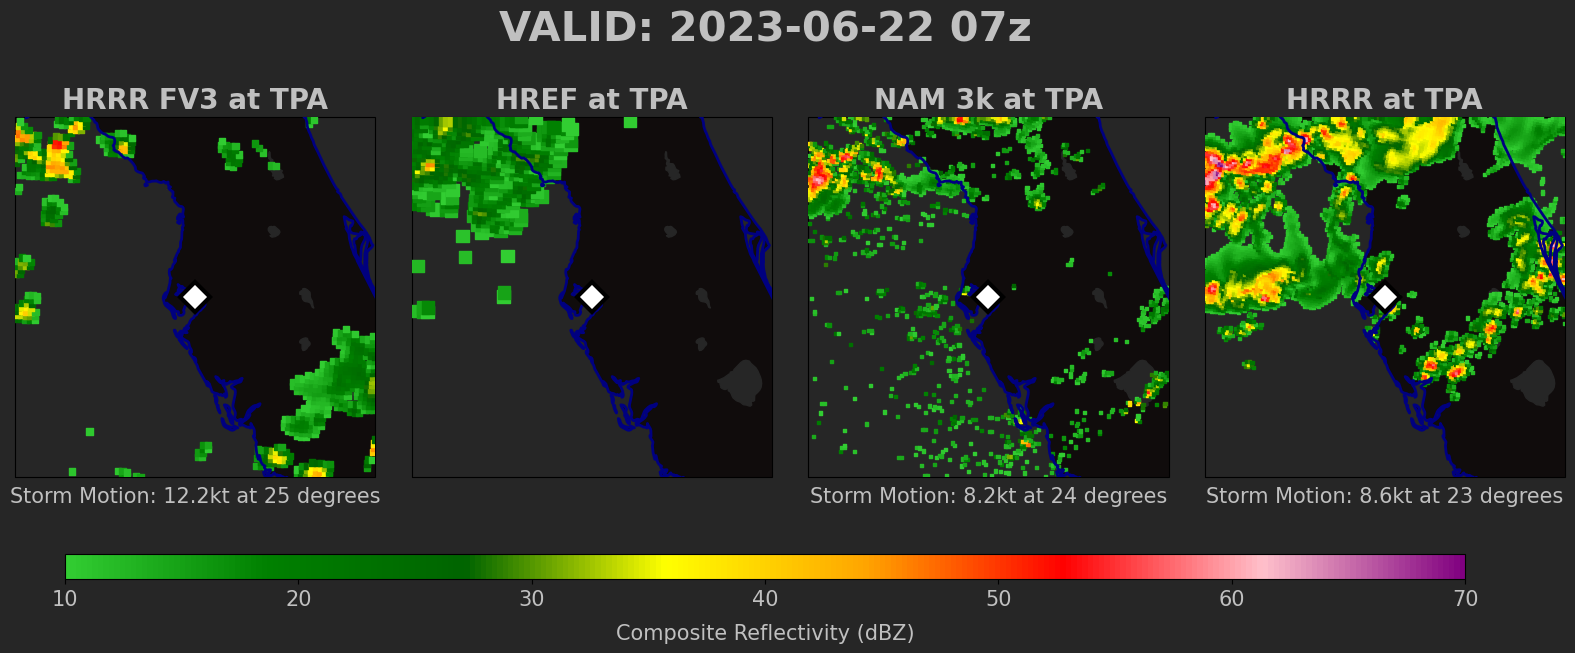 VALID: 2023-06-22 07z
HRRR FV3 at TPA
HREF at TPA
NAM 3k at TPA
HRRR at TPA
Storm Motion: 12.2kt at 25 degrees
Storm Motion: 8.2kt at 24 degrees
Storm Motion: 8.6kt at 23 degrees
10 20 30 40 50 60 70
Composite Reflectivity (dBZ)